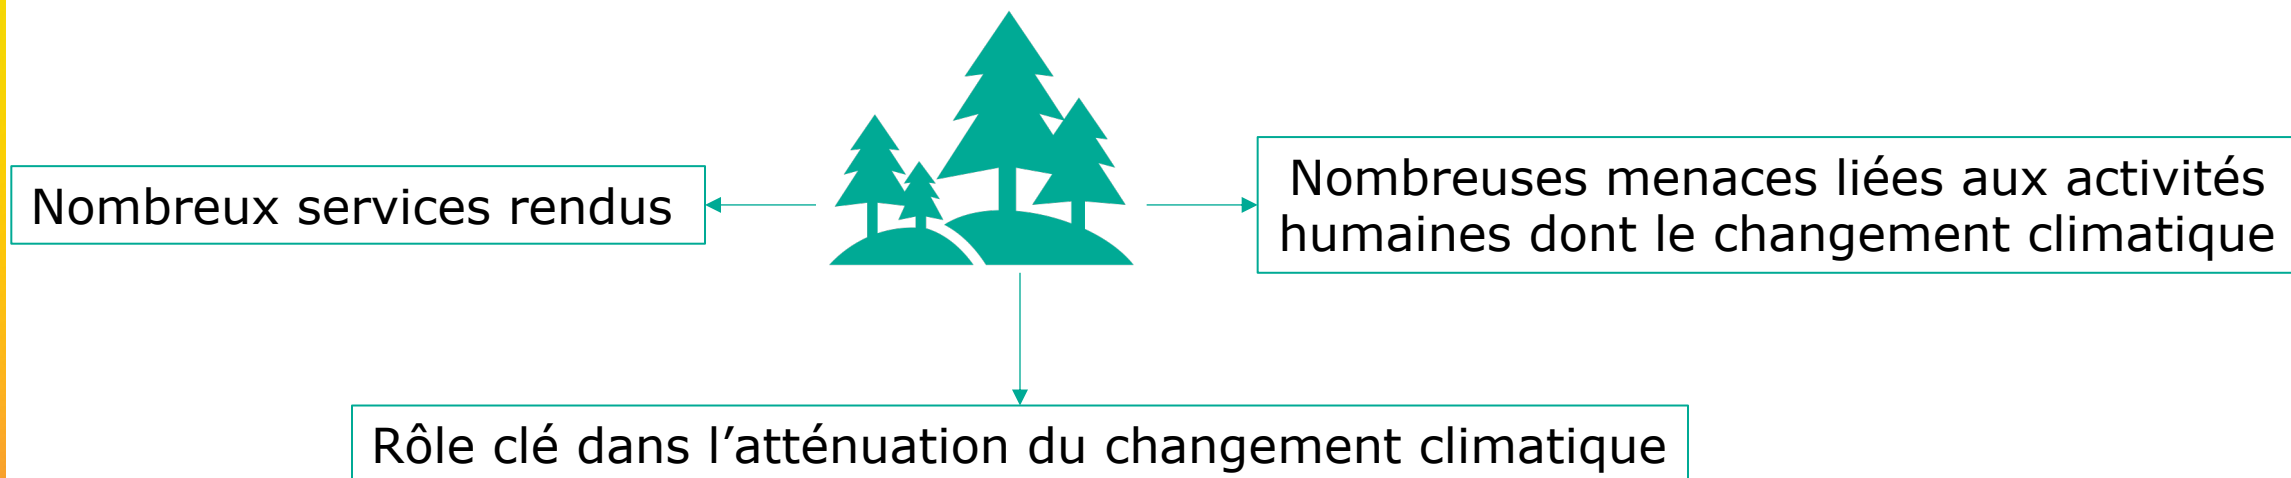 Nombreux services rendus
Nombreuses menaces liées aux activités
humaines dont le changement climatique
Rôle clé dans l’atténuation du changement climatique